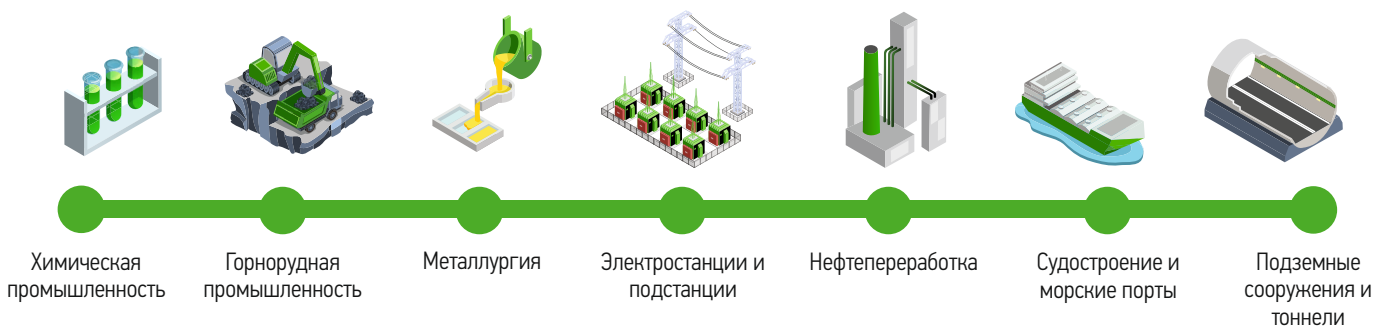 Химическая
промышленность
Горнорудная
промышленность
Металлургия
Электростанции и
подстанции
Нефтепереработка
Судостроение и
морские порты
Подземные
сооружения и
тоннели